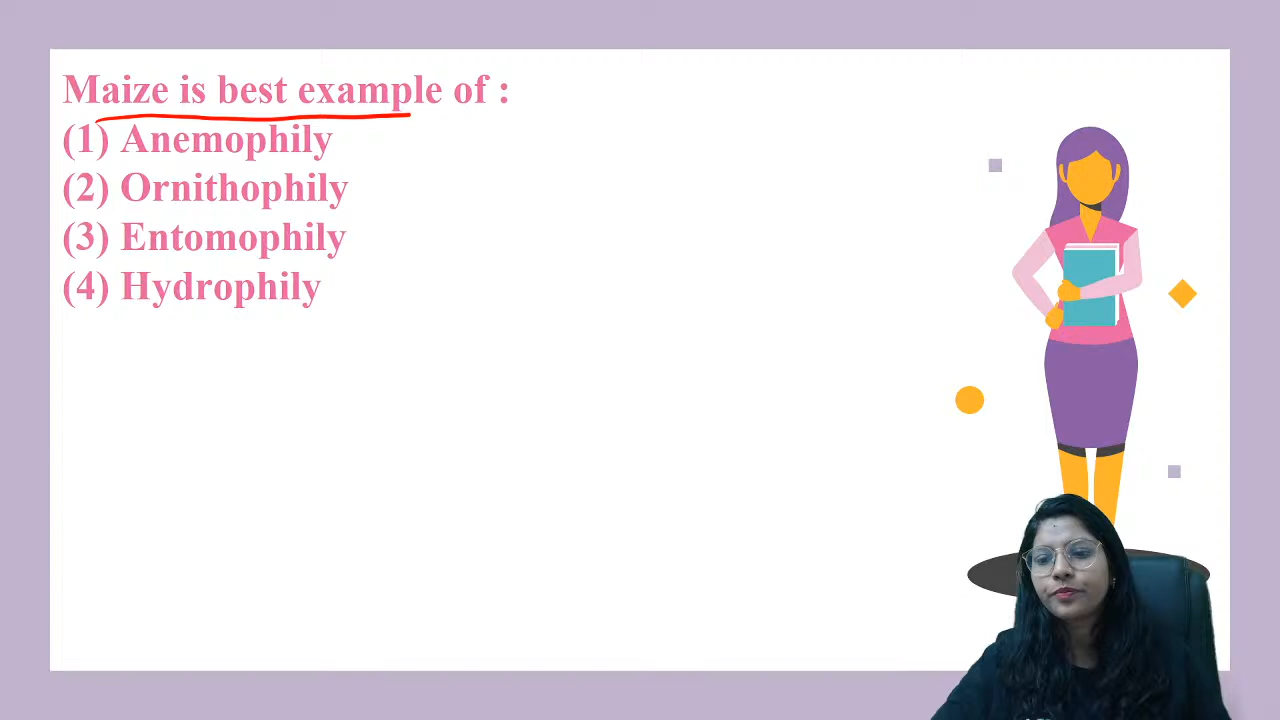 Maize is best example of :
(1) Anemophily
(2) Ornithophily
(3) Entomophily
(4) Hydrophily